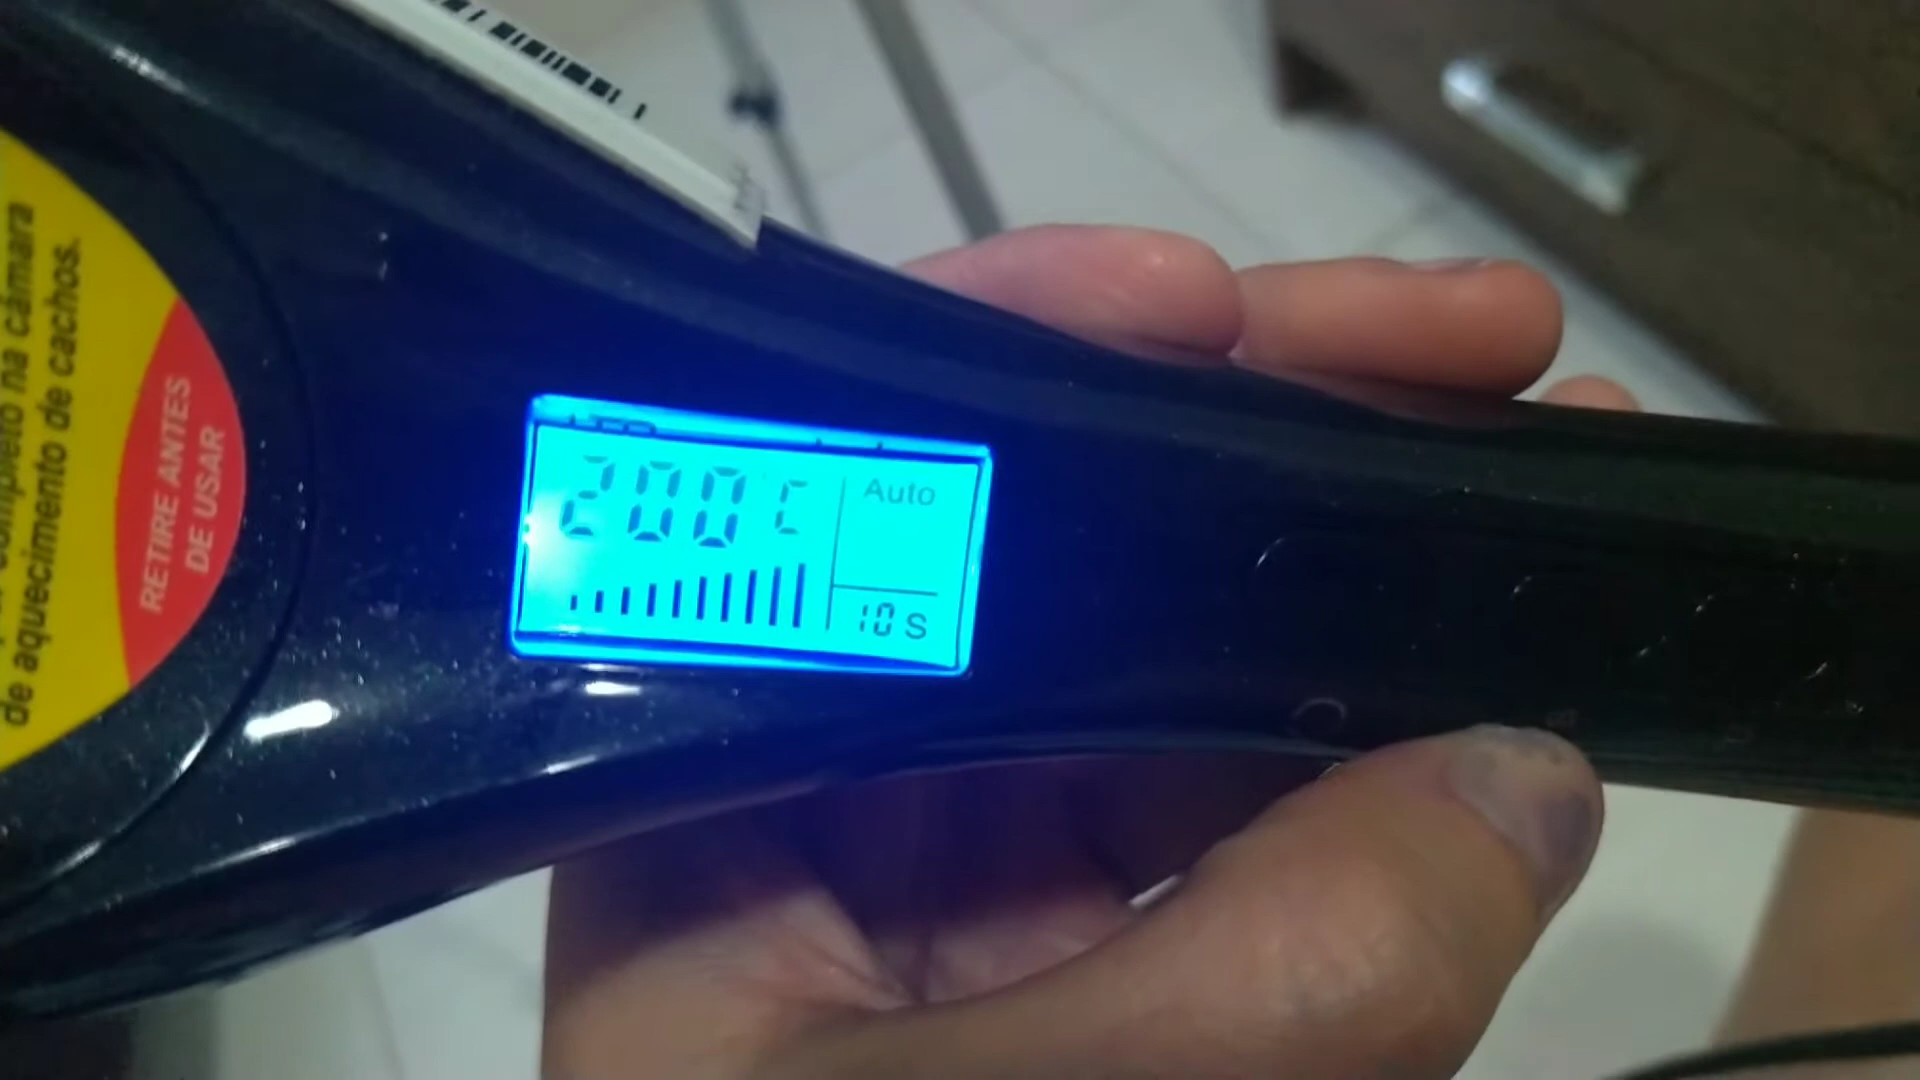 completo na câmara
de aquecimento de cachos.
RETIRE ANTES
DE USAR
200°C
Auto
10 S